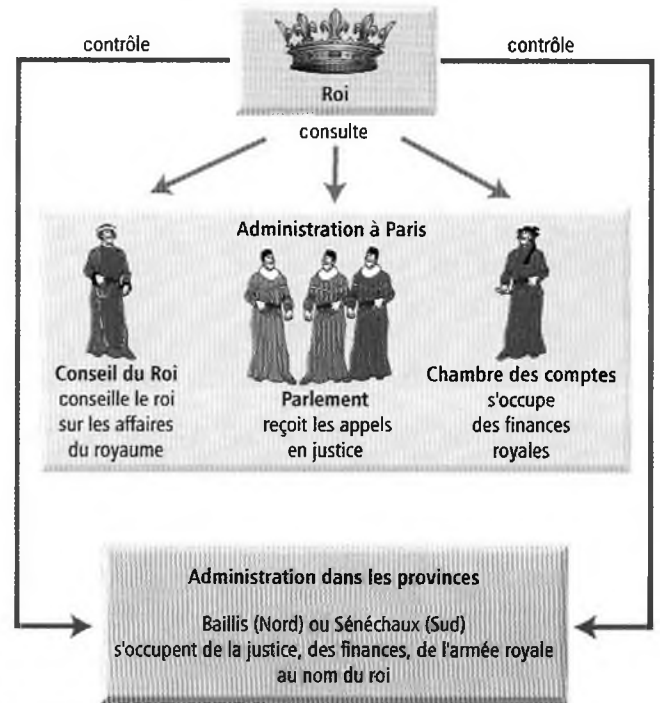 contrôle
contrôle
Roi
consulte
Administration à Paris
Conseil du Roi
conseille le roi
sur les affaires
du royaume
Parlement
reçoit les appels
en justice
Chambre des comptes
s'occupe
des finances
royales
Administration dans les provinces
Baillis (Nord) ou Sénéchaux (Sud)
s'occupent de la justice, des finances, de l'armée royale
au nom du roi